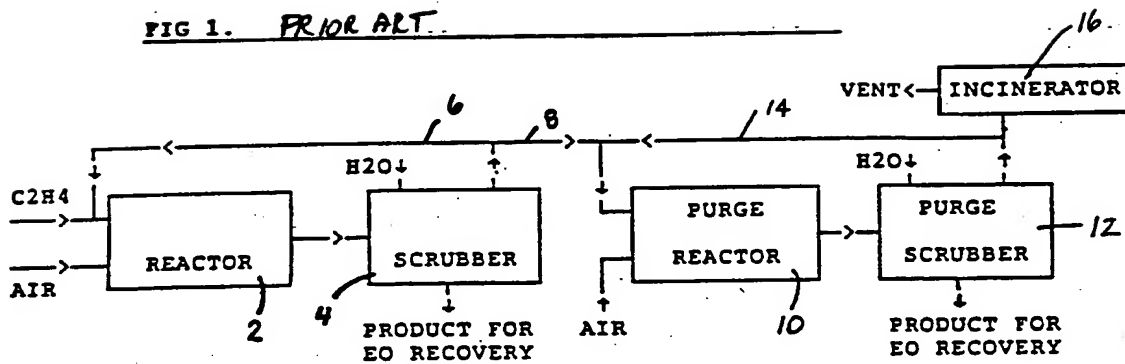 FIG 1. PRIOR ART
16
VENT
INCINERATOR
6
8
14
H2O
H2O
C2H4
REACTOR
AIR
2
4
SCRUBBER
PURGE
REACTOR
10
PURGE
SCRUBBER
12
PRODUCT FOR
EO RECOVERY
AIR
PRODUCT FOR
EO RECOVERY